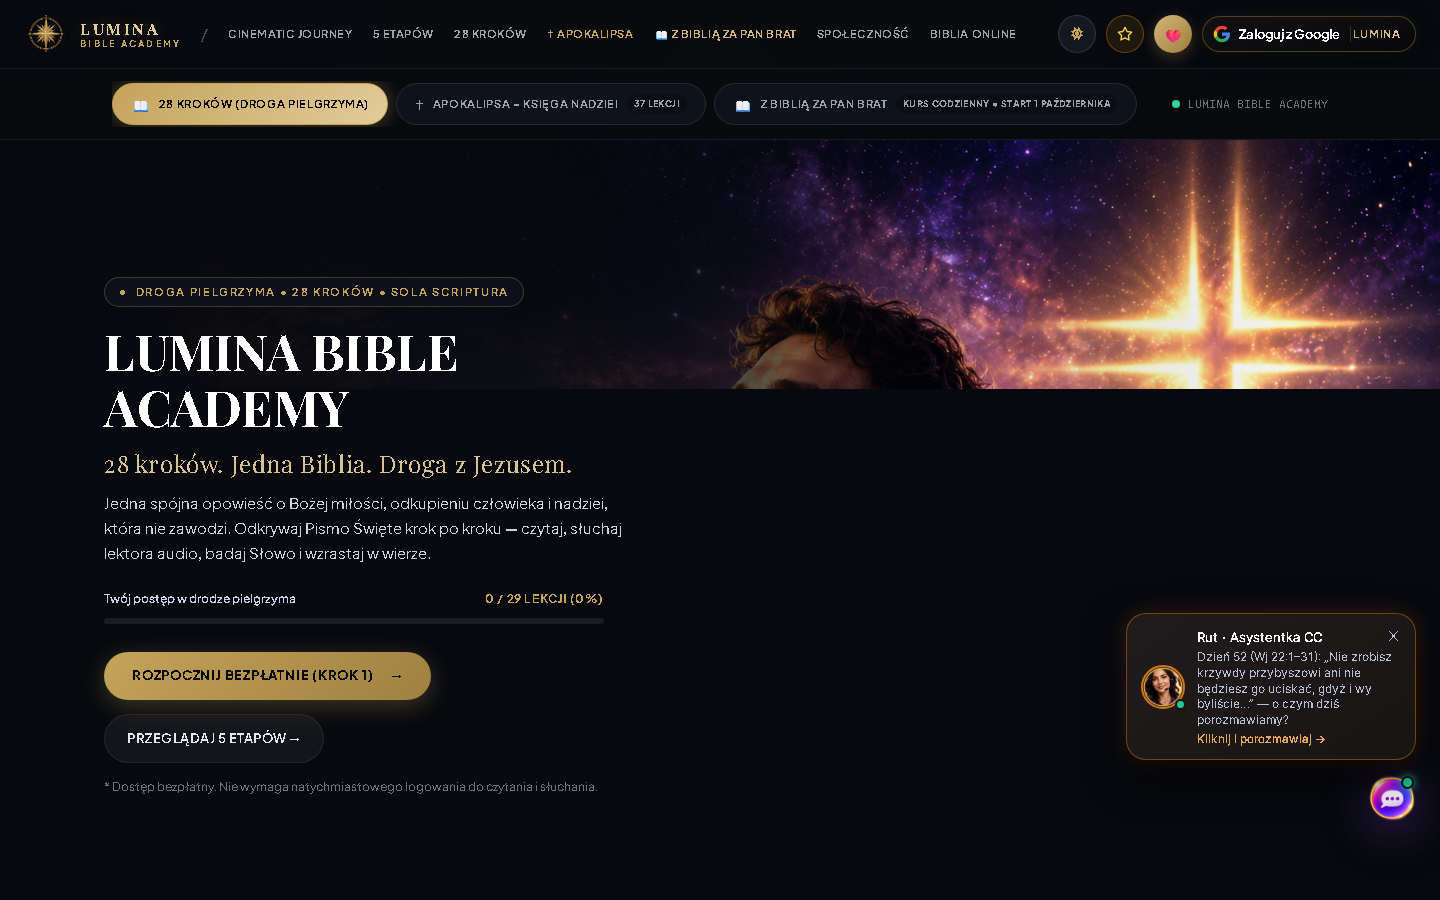 LUMINA
BIBLE ACADEMY
/
CINEMATIC JOURNEY
5 ETAPÓW
28 KROKÓW
† APOKALIPSA
📖 Z BIBLIĄ ZA PAN BRAT
SPOŁECZNOŚĆ
BIBLIA ONLINE
Zaloguj z Google
LUMINA
📖 28 KROKÓW (DROGA PIELGRZYMA)
† APOKALIPSA – KSIĘGA NADZIEI 37 LEKCJI
📖 Z BIBLIĄ ZA PAN BRAT KURS CODZIENNY • START 1 PAŹDZIERNIKA
LUMINA BIBLE ACADEMY
• DROGA PIELGRZYMA • 28 KROKÓW • SOLA SCRIPTURA
LUMINA BIBLE
ACADEMY
28 kroków. Jedna Biblia. Droga z Jezusem.
Jedna spójna opowieść o Bożej miłości, odkupieniu człowieka i nadziei,
która nie zawodzi. Odkrywaj Pismo Święte krok po kroku — czytaj, słuchaj
lektora audio, badaj Słowo i wzrastaj w wierze.
Twój postęp w drodze pielgrzyma
0 / 29 LEKCJI (0%)
ROZPOCZNIJ BEZPŁATNIE (KROK 1) →
PRZEGLĄDAJ 5 ETAPÓW →
* Dostęp bezpłatny. Nie wymaga natychmiastowego logowania do czytania i słuchania.
Rut · Asystentka CC
Dzień 52 (Wj 22:1–31): „Nie zrobisz
krzywdy przybyszowi ani nie
będziesz go uciskać, gdyż i wy
byliście…” — o czym dziś
porozmawiamy?
Kliknij i porozmawiaj →